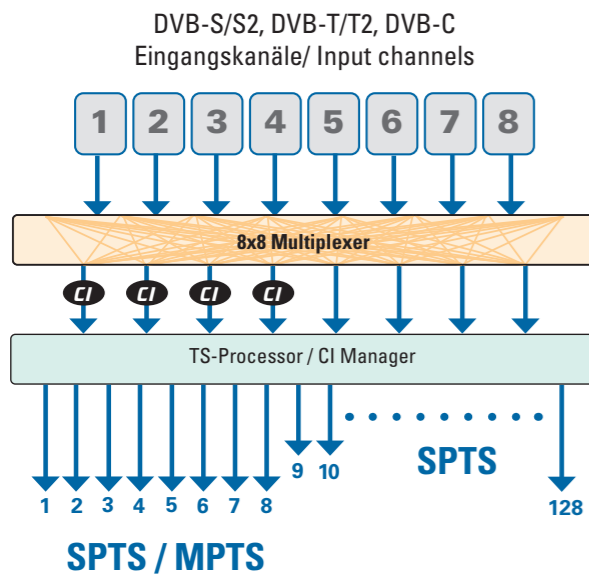 DVB-S/S2, DVB-T/T2, DVB-C
Eingangskanäle/ Input channels
1 2 3 4 5 6 7 8
8x8 Multiplexer
CI CI CI CI
TS-Processor / CI Manager
9 10
SPTS
1 2 3 4 5 6 7 8
128
SPTS / MPTS